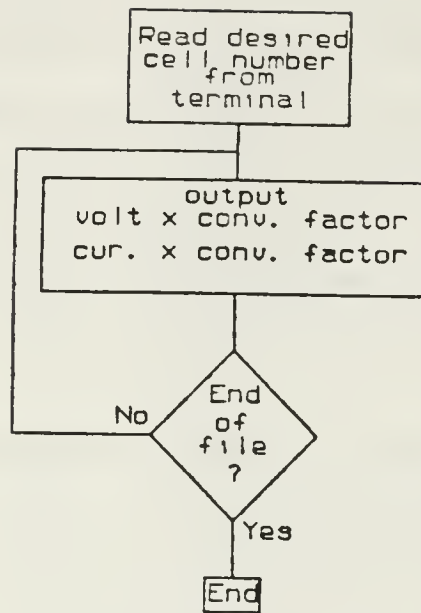 Read desired
cell number
from
terminal
output
volt x conv. factor
cur. x conv. factor
End
of
file
?
No
Yes
End